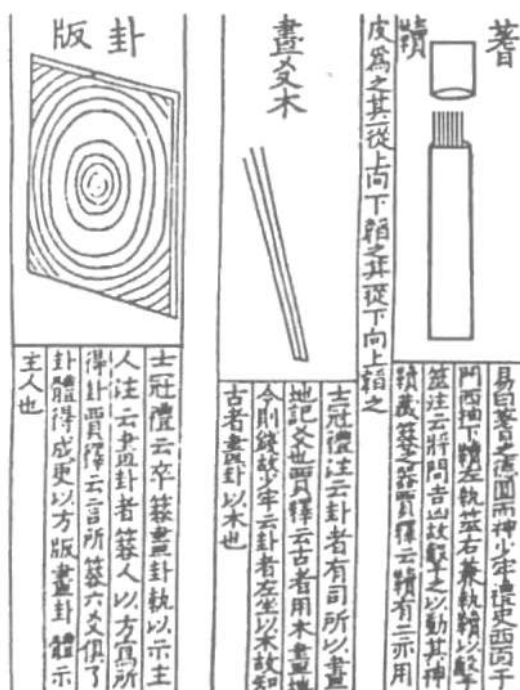 蓍韇
易曰蓍之德圓而神少牢禮史西面于
門西抽下韇左執筮右兼執韇以擊
筮注云將問吉凶故擊之以動其神
韇藏筮之器賈釋云韇有二亦用
皮爲之其一從上向下韜之其一從下向上韜之
畫爻木
士冠禮注云卦者有司所以畫
地記爻也賈釋云古者用木畫地
今則錢故少牢云卦者左坐以木故知
古者畫卦以木也
卦版
士冠禮云卒筮畫卦執以示主
人注云畫卦者筮人以方寫所
得卦賈釋云言所筮六爻俱了
卦體得成更以方版畫卦體示
主人也